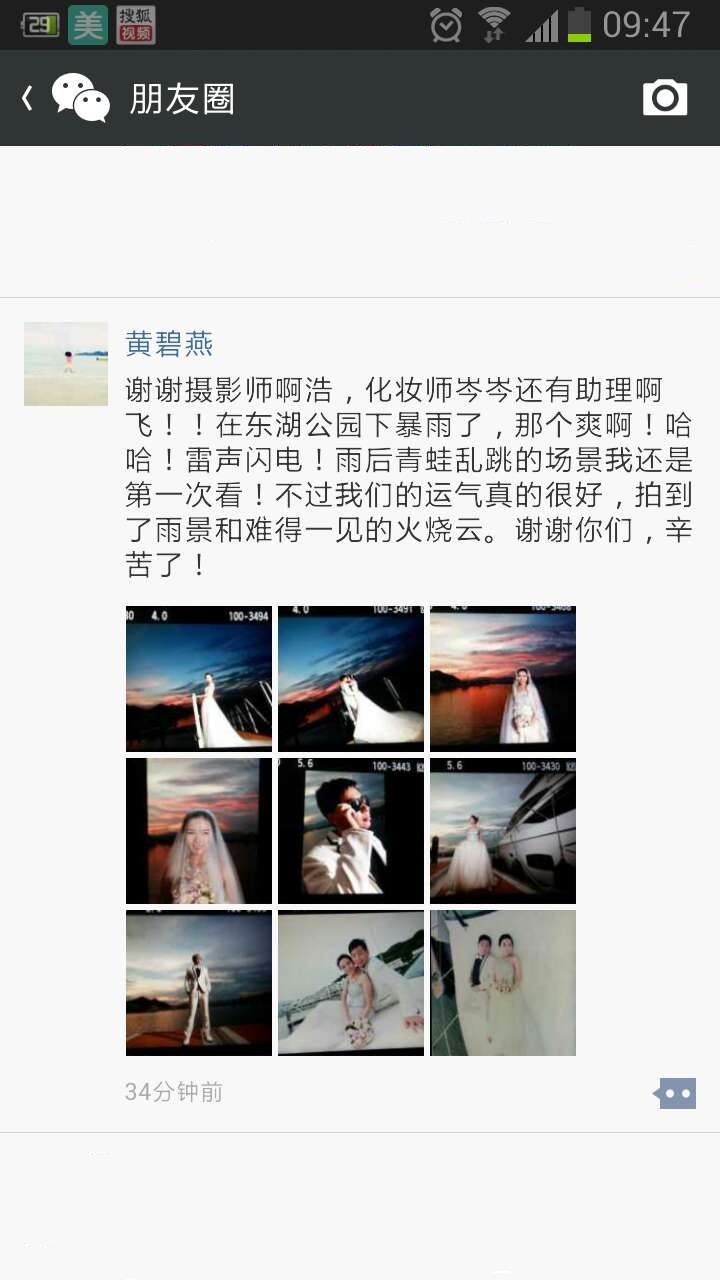 29 美 搜狐视频 09:47
朋友圈
黄碧燕
谢谢摄影师啊浩，化妆师岑岑还有助理啊
飞！！在东湖公园下暴雨了，那个爽啊！哈
哈！雷声闪电！雨后青蛙乱跳的场景我还是
第一次看！不过我们的运气真的很好，拍到
了雨景和难得一见的火烧云。谢谢你们，辛
苦了！
4.0 100-3494
4.0 100-3491
4.0
5.6 100-3443
5.6 100-3430
34分钟前